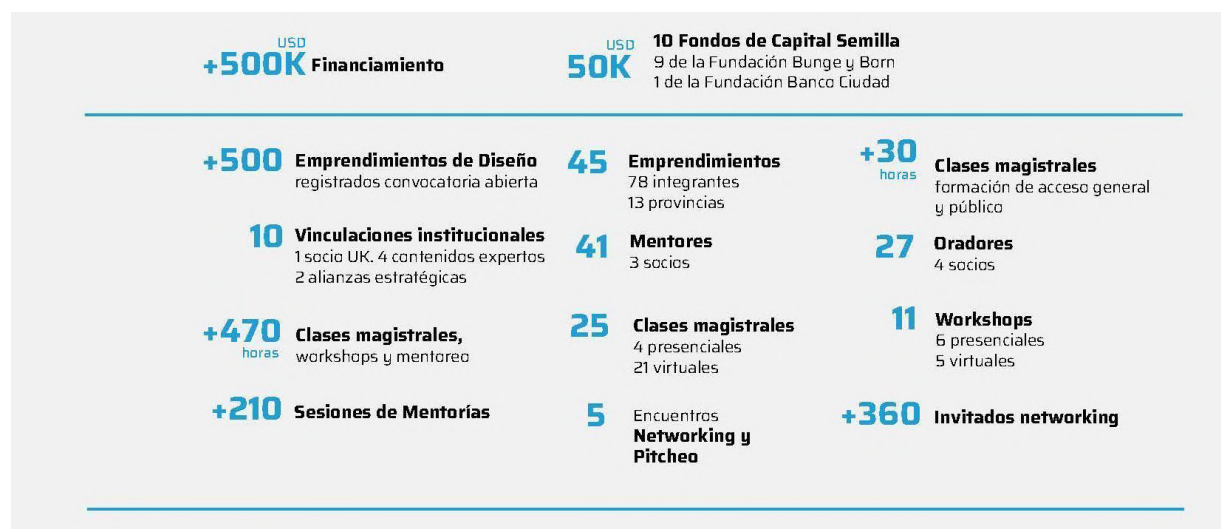 USD
+500K Financiamiento
USD
50K
10 Fondos de Capital Semilla
9 de la Fundación Bunge y Born
1 de la Fundación Banco Ciudad
+500 Emprendimientos de Diseño
registrados convocatoria abierta
45 Emprendimientos
78 integrantes
13 provincias
+30
horas
Clases magistrales
formación de acceso general
y público
10 Vinculaciones institucionales
1 socio UK. 4 contenidos expertos
2 alianzas estratégicas
41 Mentores
3 socios
27 Oradores
4 socios
+470
horas
Clases magistrales,
workshops y mentoreo
25 Clases magistrales
4 presenciales
21 virtuales
11 Workshops
6 presenciales
5 virtuales
+210 Sesiones de Mentorías
5 Encuentros
Networking y
Pitcheo
+360 Invitados networking